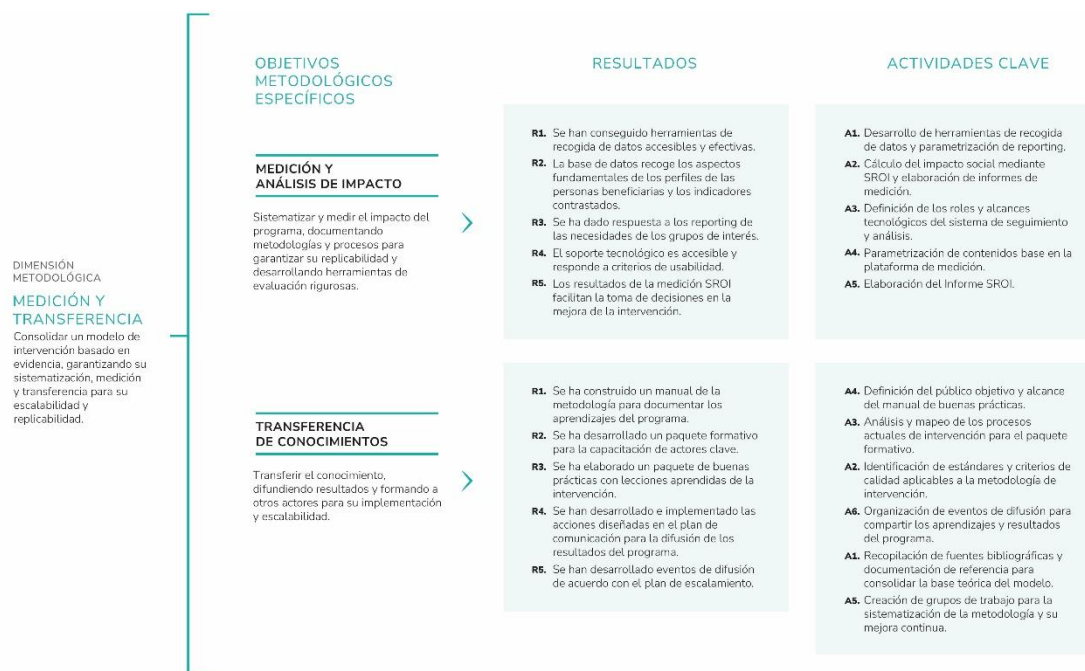 OBJETIVOS
METODOLÓGICOS
ESPECÍFICOS
RESULTADOS
ACTIVIDADES CLAVE
DIMENSIÓN
METODOLÓGICA
MEDICIÓN Y
TRANSFERENCIA
Consolidar un modelo de
intervención basado en
evidencia, garantizando su
sistematización, medición
y transferencia para su
escalabilidad y
replicabilidad.
MEDICIÓN Y
ANÁLISIS DE IMPACTO
Sistematizar y medir el impacto del
programa, documentando
metodologías y procesos para
garantizar su replicabilidad y
desarrollando herramientas de
evaluación rigurosas.
R1. Se han conseguido herramientas de
recogida de datos accesibles y efectivas.
R2. La base de datos recoge los aspectos
fundamentales de los perfiles de las
personas beneficiarias y los indicadores
contrastados.
R3. Se ha dado respuesta a los reporting de
las necesidades de los grupos de interés.
R4. El soporte tecnológico es accesible y
responde a criterios de usabilidad.
R5. Los resultados de la medición SROI
facilitan la toma de decisiones en la
mejora de la intervención.
A1. Desarrollo de herramientas de recogida
de datos y parametrización de reporting.
A2. Cálculo del impacto social mediante
SROI y elaboración de informes de
medición.
A3. Definición de los roles y alcances
tecnológicos del sistema de seguimiento
y análisis.
A4. Parametrización de contenidos base en la
plataforma de medición.
A5. Elaboración del Informe SROI.
TRANSFERENCIA
DE CONOCIMIENTOS
Transferir el conocimiento,
difundiendo resultados y formando a
otros actores para su implementación
y escalabilidad.
R1. Se ha construido un manual de la
metodología para documentar los
aprendizajes del programa.
R2. Se ha desarrollado un paquete formativo
para la capacitación de actores clave.
R3. Se ha elaborado un paquete de buenas
prácticas con lecciones aprendidas de la
intervención.
R4. Se han desarrollado e implementado las
acciones diseñadas en el plan de
comunicación para la difusión de los
resultados del programa.
R5. Se han desarrollado eventos de difusión
de acuerdo con el plan de escalamiento.
A4. Definición del público objetivo y alcance
del manual de buenas prácticas.
A3. Análisis y mapeo de los procesos
actuales de intervención para el paquete
formativo.
A2. Identificación de estándares y criterios de
calidad aplicables a la metodología de
intervención.
A6. Organización de eventos de difusión para
compartir los aprendizajes y resultados
del programa.
A1. Recopilación de fuentes bibliográficas y
documentación de referencia para
consolidar la base teórica del modelo.
A5. Creación de grupos de trabajo para la
sistematización de la metodología y su
mejora continua.